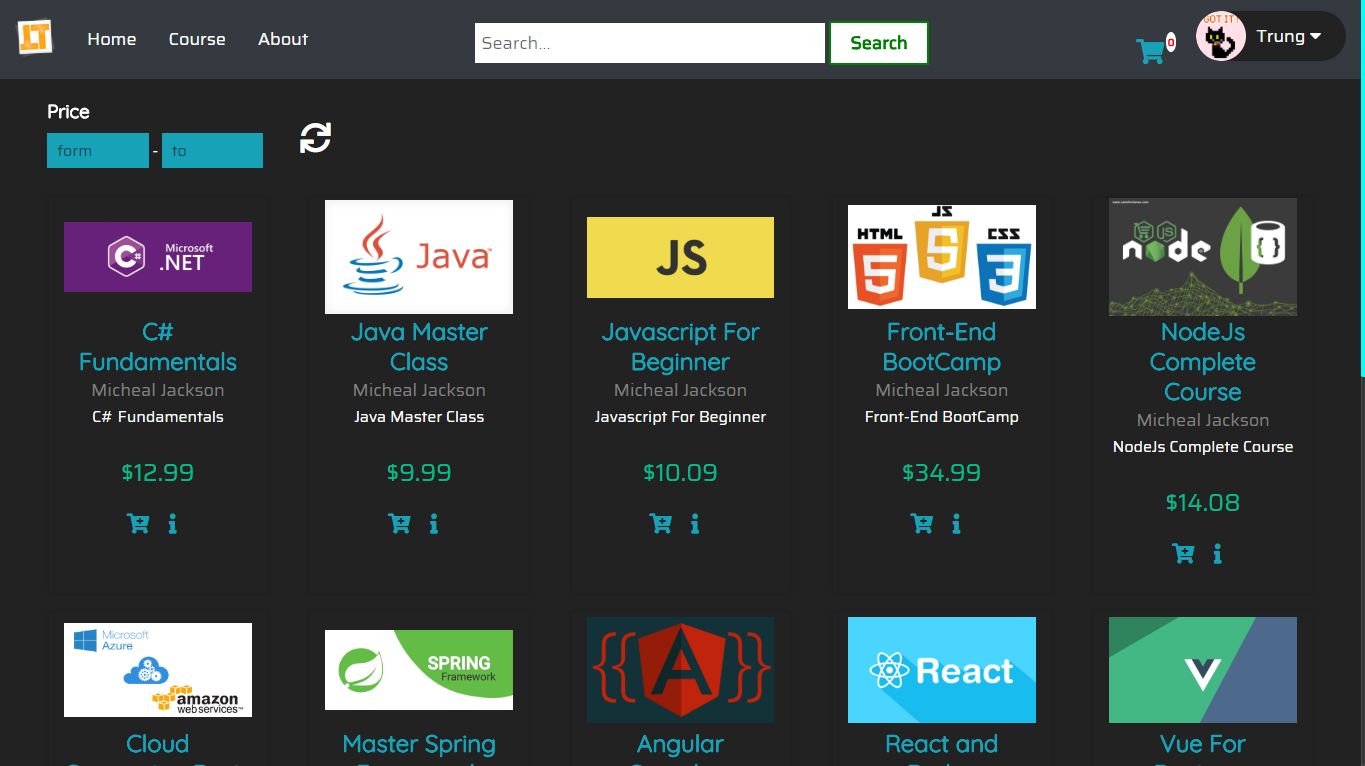 LT
Home
Course
About
Search...
Search
0
GOT IT!
Trung
Price
form
-
to
C#
Microsoft
.NET
Java™
JS
HTML
JS
CSS
5
5
3
node
JS
{ }
C#
Fundamentals
Micheal Jackson
C# Fundamentals
$12.99
Java Master
Class
Micheal Jackson
Java Master Class
$9.99
Javascript For
Beginner
Micheal Jackson
Javascript For Beginner
$10.09
Front-End
BootCamp
Micheal Jackson
Front-End BootCamp
$34.99
NodeJs
Complete
Course
Micheal Jackson
NodeJs Complete Course
$14.08
Microsoft
Azure
amazon
web services™
SPRING
Framework
{{A}}
React
Cloud
Master Spring
Angular
React and
Vue For